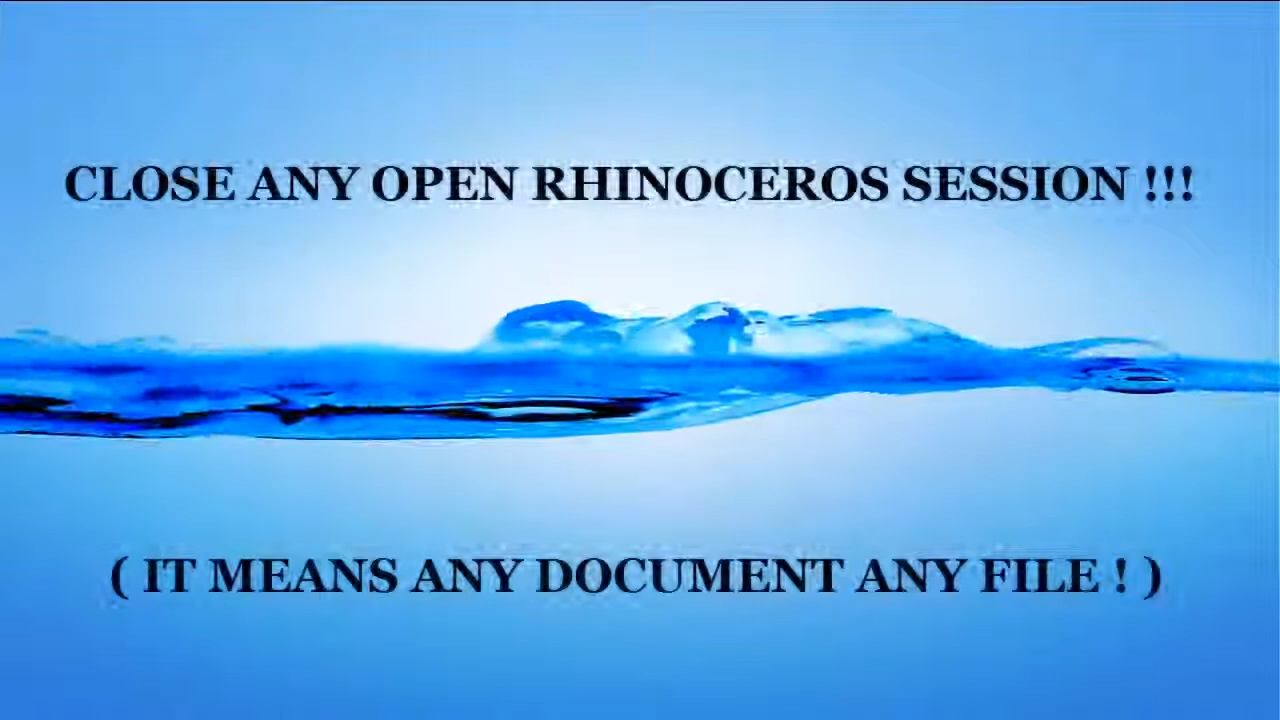 CLOSE ANY OPEN RHINOCEROS SESSION !!!
( IT MEANS ANY DOCUMENT ANY FILE ! )